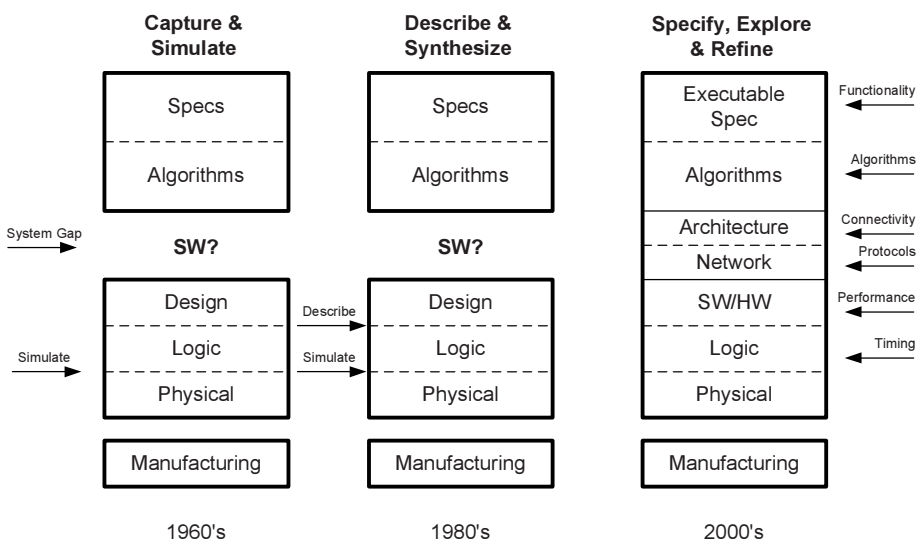 Capture &
Simulate
Describe &
Synthesize
Specify, Explore
& Refine
Specs
Algorithms
Specs
Algorithms
Executable
Spec
Algorithms
Architecture
Network
SW/HW
Logic
Physical
Functionality
Algorithms
Connectivity
Protocols
Performance
Timing
System Gap
SW?
SW?
Design
Logic
Physical
Describe
Simulate
Design
Logic
Physical
Simulate
Manufacturing
Manufacturing
Manufacturing
1960's
1980's
2000's